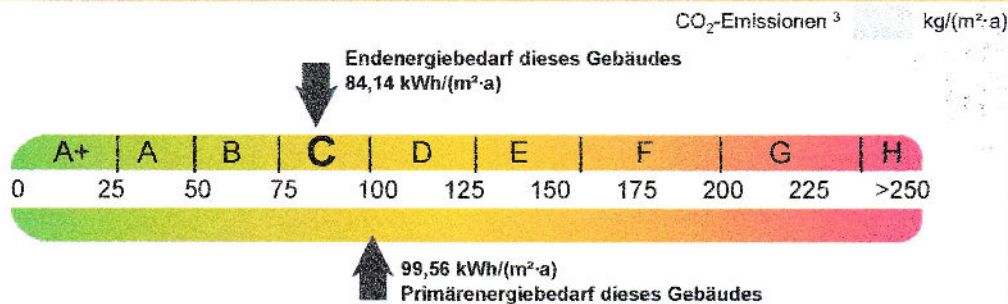 CO₂-Emissionen ³ kg/(m²·a)
Endenergiebedarf dieses Gebäudes
84,14 kWh/(m²·a)
A+ A B C D E F G H
0 25 50 75 100 125 150 175 200 225 >250
99,56 kWh/(m²·a)
Primärenergiebedarf dieses Gebäudes